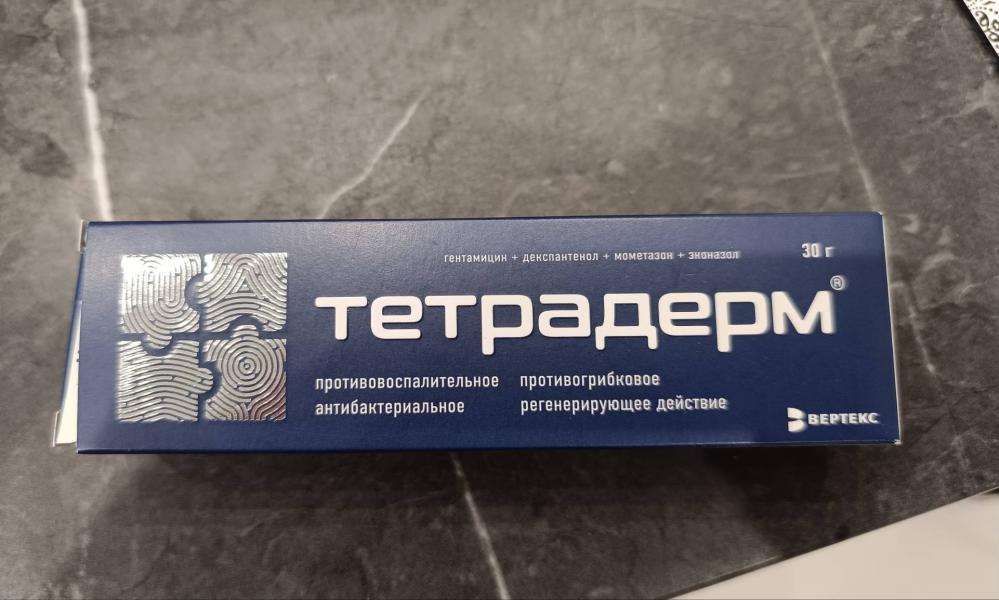 гентамицин + декспантенол + мометазон + эконазол
30 г
тетрадерм®
противовоспалительное противогрибковое
антибактериальное регенерирующее действие
ВЕРТЕКС